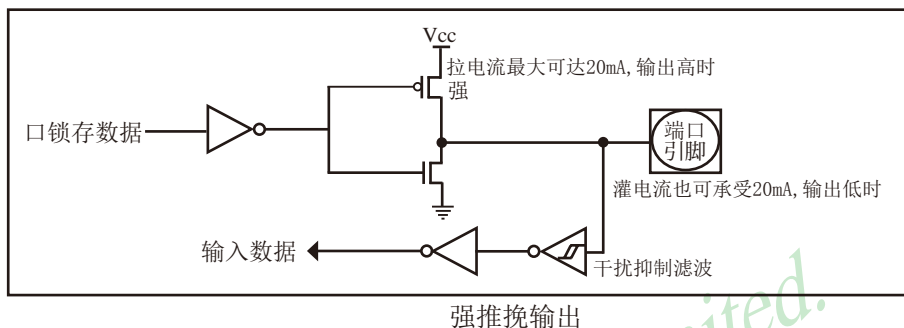 Vcc
拉电流最大可达20mA,输出高时
强
口锁存数据
端口
引脚
灌电流也可承受20mA,输出低时
输入数据
干扰抑制滤波
强推挽输出
ited.